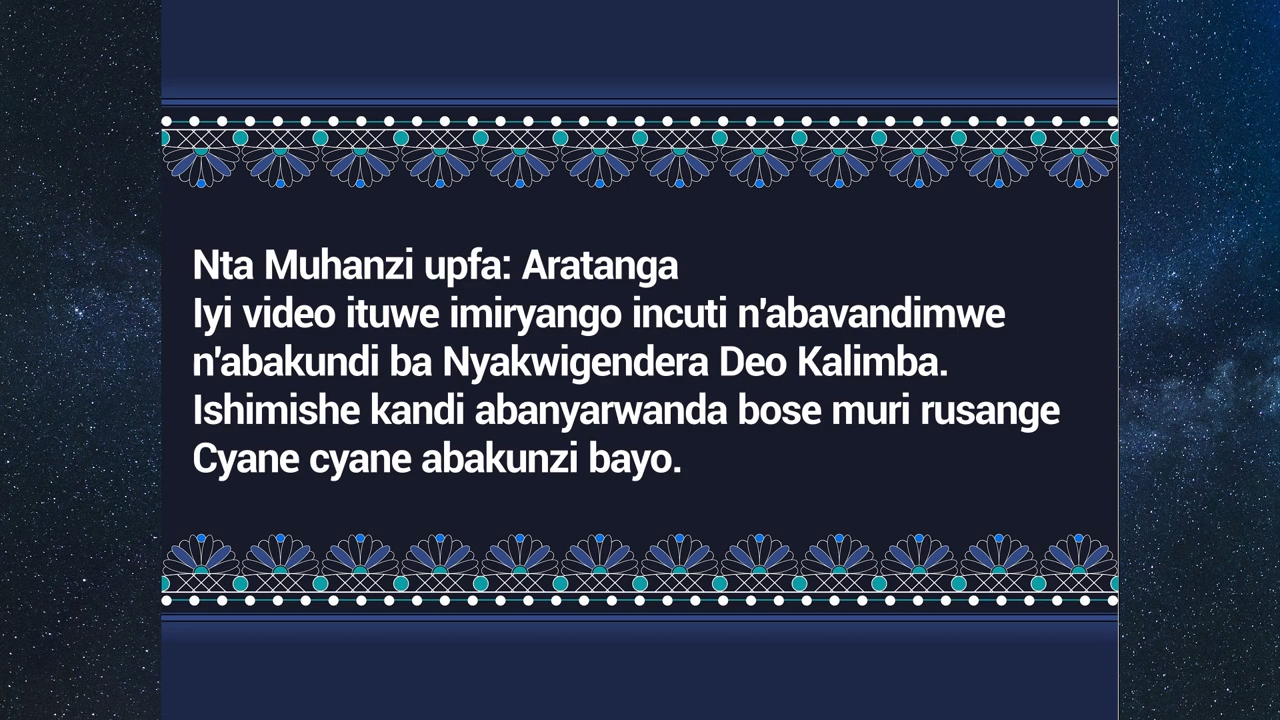 Nta Muhanzi upfa: Aratanga
Iyi video ituwe imiryango incuti n'abavandimwe
n'abakundi ba Nyakwigendera Deo Kalimba.
Ishimishe kandi abanyarwanda bose muri rusange
Cyane cyane abakunzi bayo.